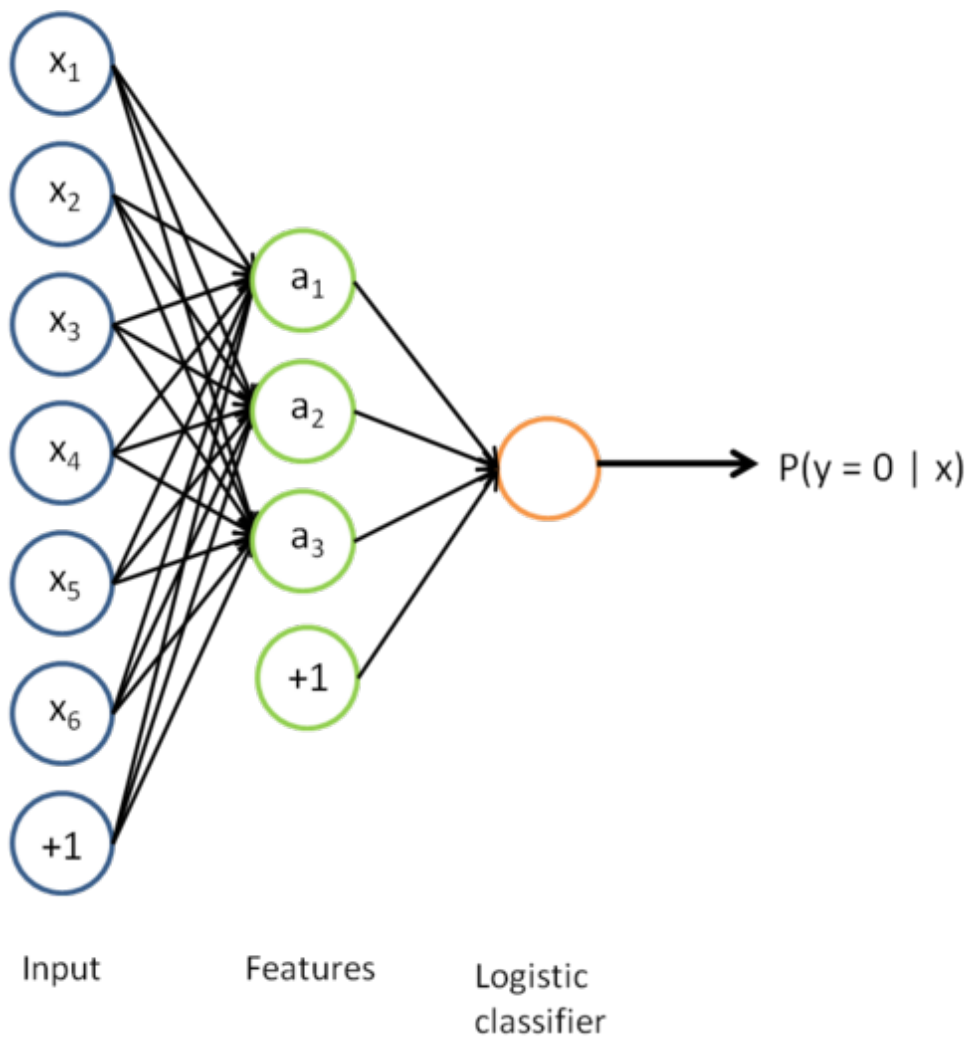 x₁
x₂
x₃
x₄
x₅
x₆
+1
a₁
a₂
a₃
+1
P(y = 0 | x)
Input
Features
Logistic
classifier